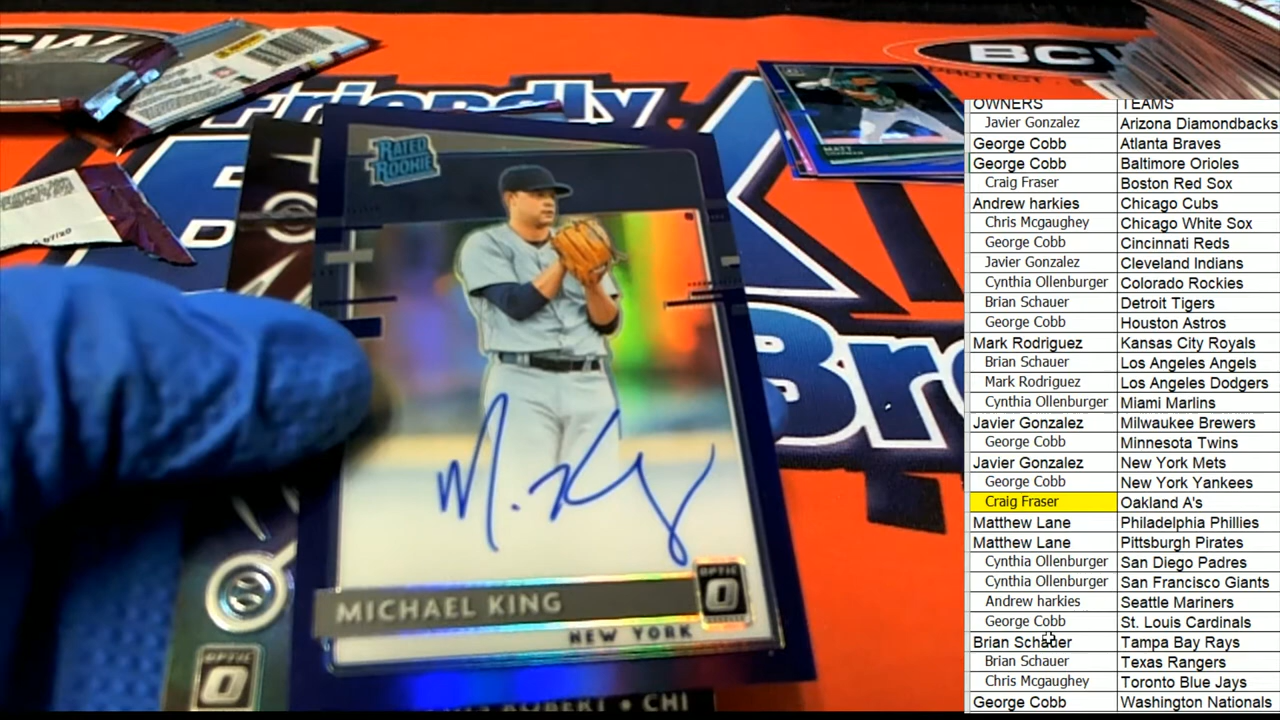 BCW
PROTECT
Friendly
Bro
MATT
RATED
ROOKIE
M. King
MICHAEL KING
NEW YORK
OPTIC
OPTIC
ROBERT • CHI
OWNERS TEAMS
Javier Gonzalez Arizona Diamondbacks
George Cobb Atlanta Braves
George Cobb Baltimore Orioles
Craig Fraser Boston Red Sox
Andrew harkies Chicago Cubs
Chris Mcgaughey Chicago White Sox
George Cobb Cincinnati Reds
Javier Gonzalez Cleveland Indians
Cynthia Ollenburger Colorado Rockies
Brian Schauer Detroit Tigers
George Cobb Houston Astros
Mark Rodriguez Kansas City Royals
Brian Schauer Los Angeles Angels
Mark Rodriguez Los Angeles Dodgers
Cynthia Ollenburger Miami Marlins
Javier Gonzalez Milwaukee Brewers
George Cobb Minnesota Twins
Javier Gonzalez New York Mets
George Cobb New York Yankees
Craig Fraser Oakland A's
Matthew Lane Philadelphia Phillies
Matthew Lane Pittsburgh Pirates
Cynthia Ollenburger San Diego Padres
Cynthia Ollenburger San Francisco Giants
Andrew harkies Seattle Mariners
George Cobb St. Louis Cardinals
Brian Schauer Tampa Bay Rays
Brian Schauer Texas Rangers
Chris Mcgaughey Toronto Blue Jays
George Cobb Washington Nationals